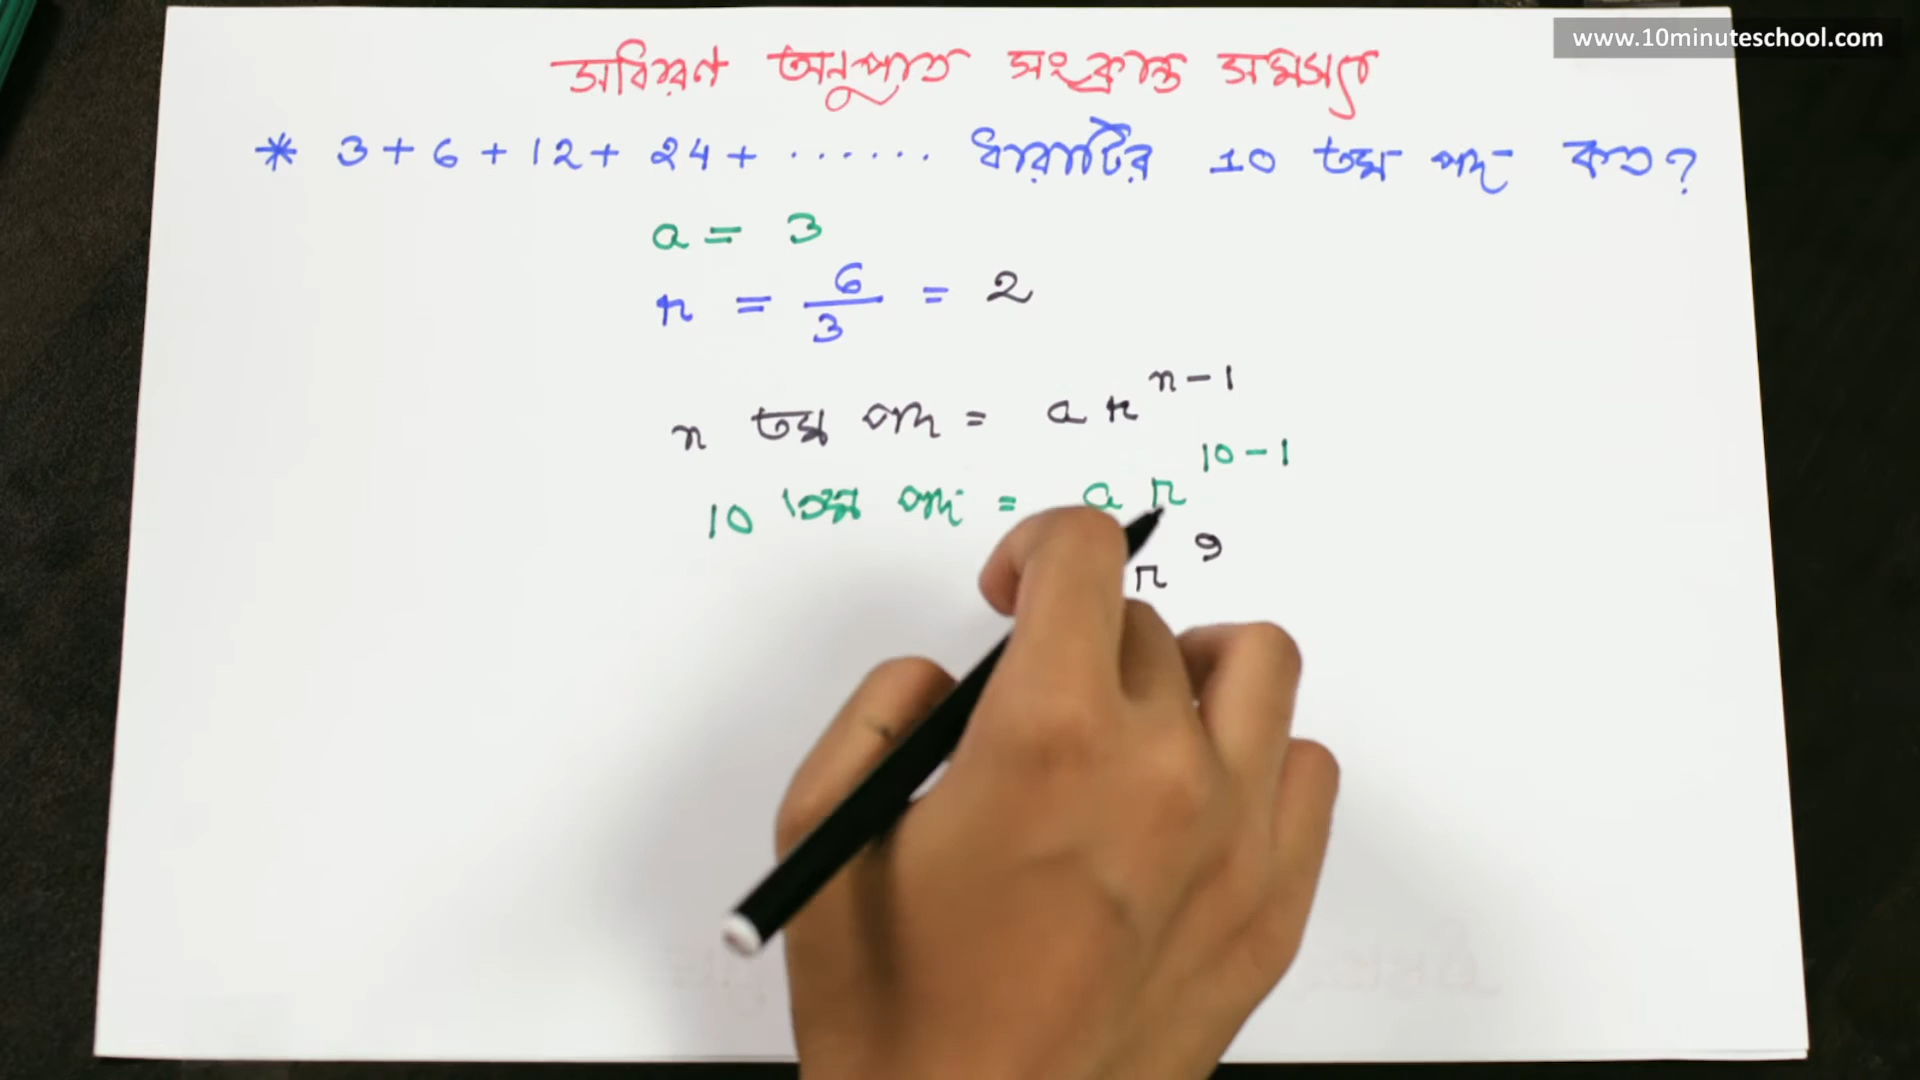 www.10minuteschool.com
অনুপাত সংক্রান্ত সমস্যা
* 3 + 6 + 12 + 24 + ...... ধারাটির 10 তম পদ কত?
a = 3
r = 6/3 = 2
n তম পদ = ar^n-1
10 তম পদ = ar^10-1
r^9